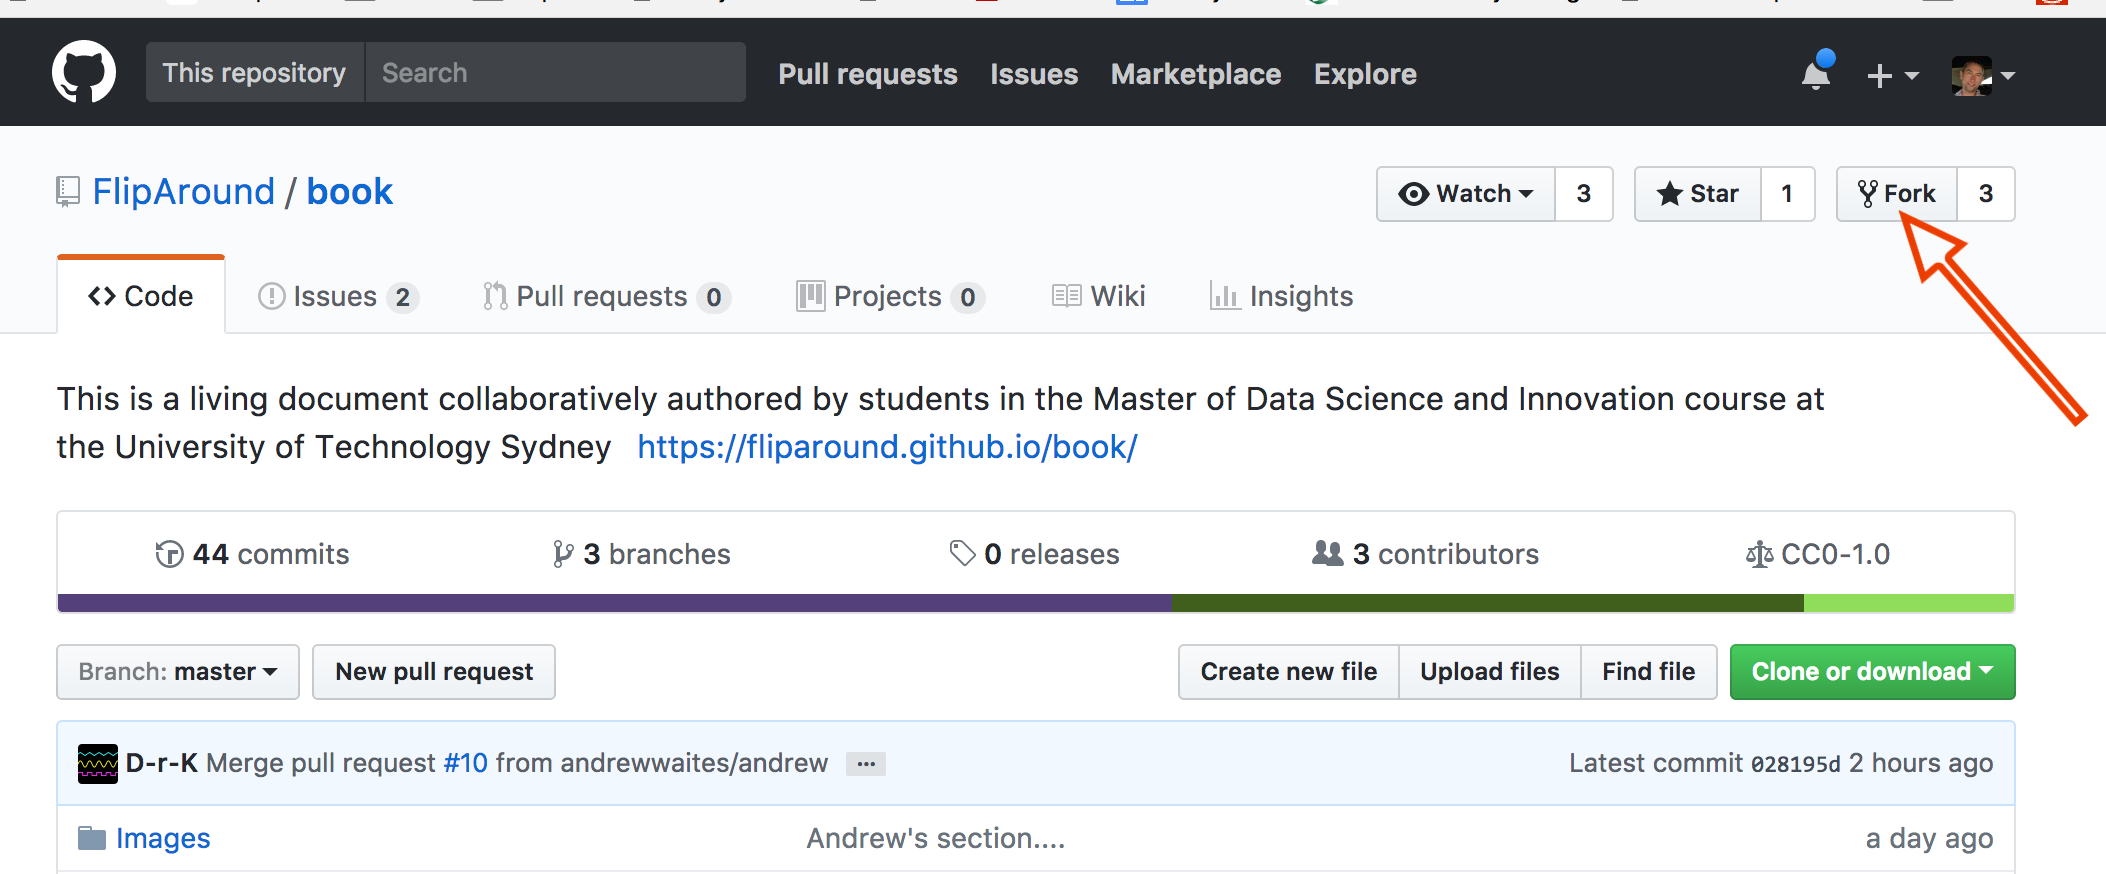 This repository Search Pull requests Issues Marketplace Explore
FlipAround / book Watch 3 Star 1 Fork 3
Code Issues 2 Pull requests 0 Projects 0 Wiki Insights
This is a living document collaboratively authored by students in the Master of Data Science and Innovation course at
the University of Technology Sydney https://fliparound.github.io/book/
44 commits 3 branches 0 releases 3 contributors CC0-1.0
Branch: master New pull request Create new file Upload files Find file Clone or download
D-r-K Merge pull request #10 from andrewwaites/andrew ... Latest commit 028195d 2 hours ago
Images Andrew's section.... a day ago